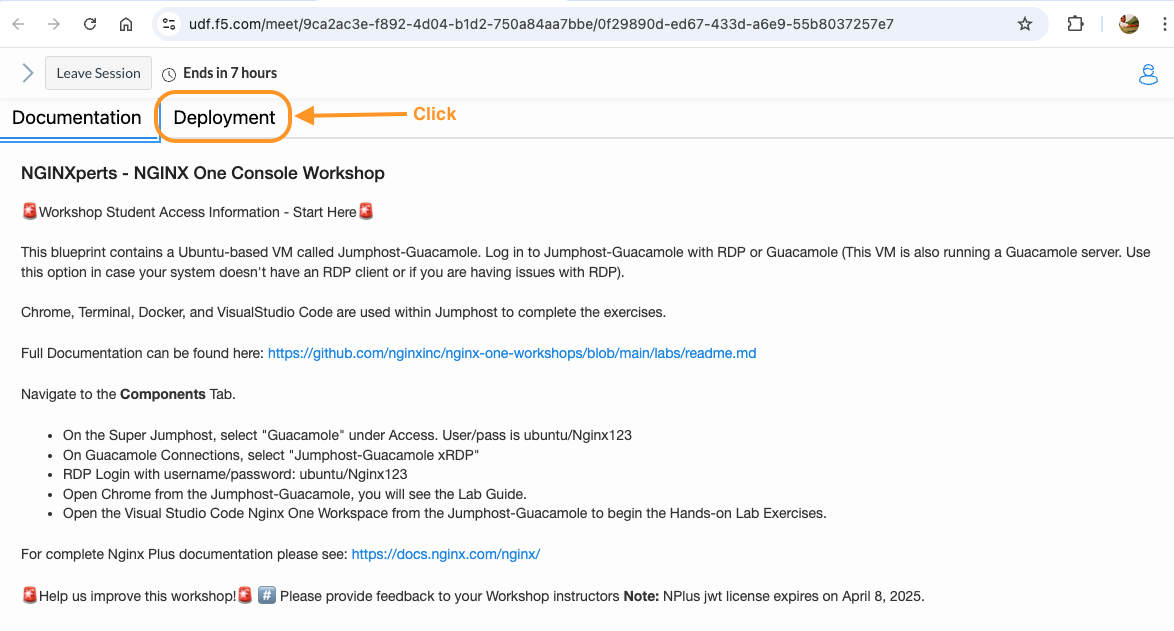 udf.f5.com/meet/9ca2ac3e-f892-4d04-b1d2-750a84aa7bbe/0f29890d-ed67-433d-a6e9-55b8037257e7
Leave Session Ends in 7 hours
Documentation Deployment Click
NGINXperts - NGINX One Console Workshop
🚨Workshop Student Access Information - Start Here🚨
This blueprint contains a Ubuntu-based VM called Jumphost-Guacamole. Log in to Jumphost-Guacamole with RDP or Guacamole (This VM is also running a Guacamole server. Use
this option in case your system doesn't have an RDP client or if you are having issues with RDP).
Chrome, Terminal, Docker, and VisualStudio Code are used within Jumphost to complete the exercises.
Full Documentation can be found here: https://github.com/nginxinc/nginx-one-workshops/blob/main/labs/readme.md
Navigate to the Components Tab.
• On the Super Jumphost, select "Guacamole" under Access. User/pass is ubuntu/Nginx123
• On Guacamole Connections, select "Jumphost-Guacamole xRDP"
• RDP Login with username/password: ubuntu/Nginx123
• Open Chrome from the Jumphost-Guacamole, you will see the Lab Guide.
• Open the Visual Studio Code Nginx One Workspace from the Jumphost-Guacamole to begin the Hands-on Lab Exercises.
For complete Nginx Plus documentation please see: https://docs.nginx.com/nginx/
🚨Help us improve this workshop!🚨 #️⃣ Please provide feedback to your Workshop instructors Note: NPlus jwt license expires on April 8, 2025.